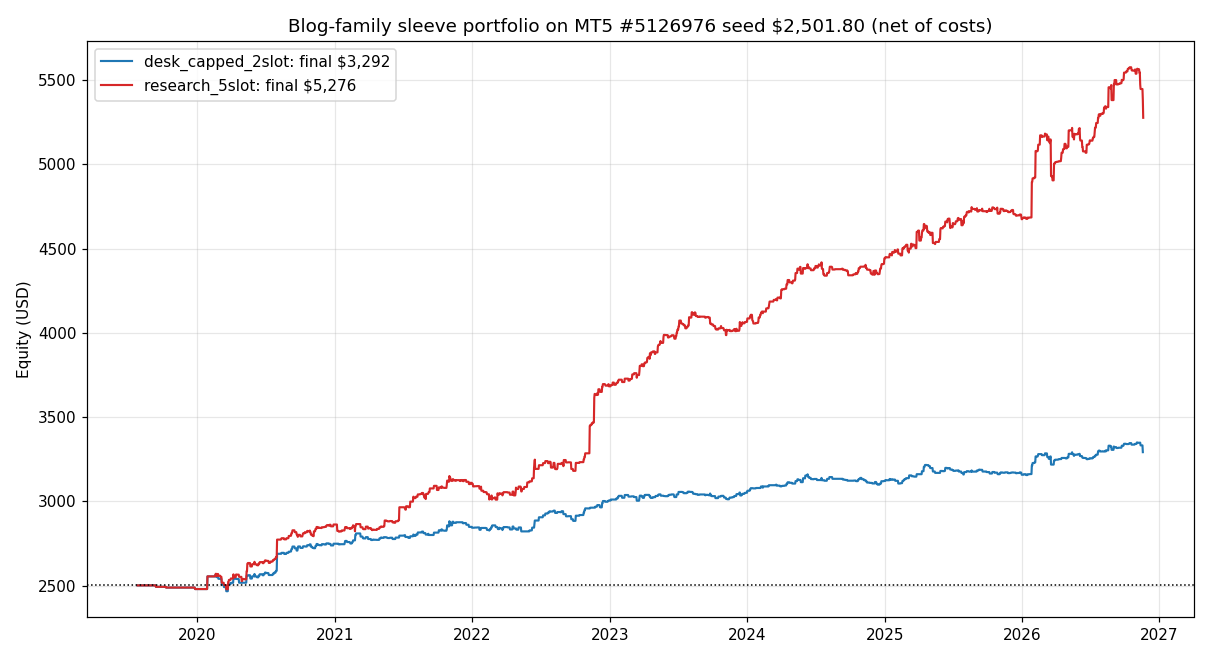 Blog-family sleeve portfolio on MT5 #5126976 seed $2,501.80 (net of costs)
desk_capped_2slot: final $3,292
research_5slot: final $5,276
Equity (USD)
5500
5000
4500
4000
3500
3000
2500
2020 2021 2022 2023 2024 2025 2026 2027